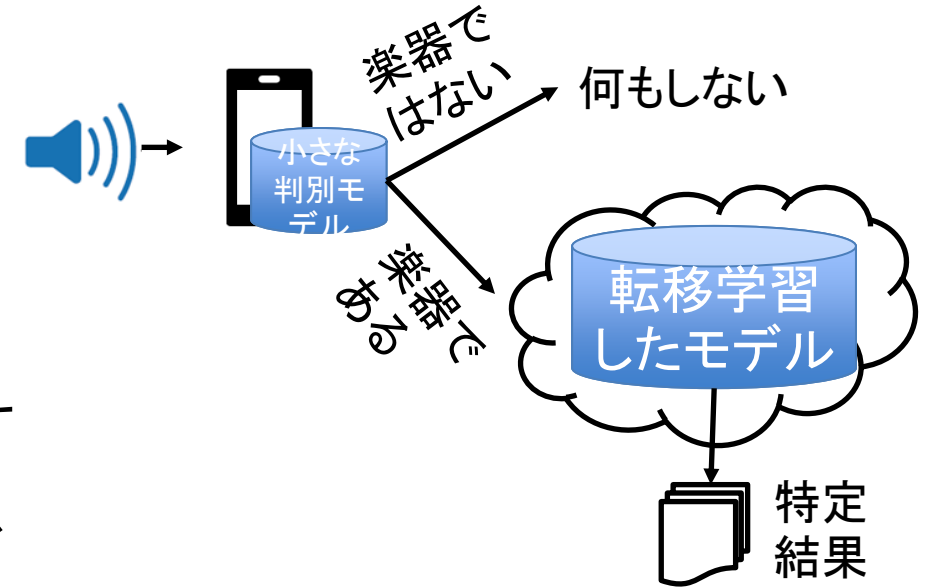 楽器で
はない
何もしない
小さな
判別モ
デル
楽器で
ある
転移学習
したモデル
特定
結果